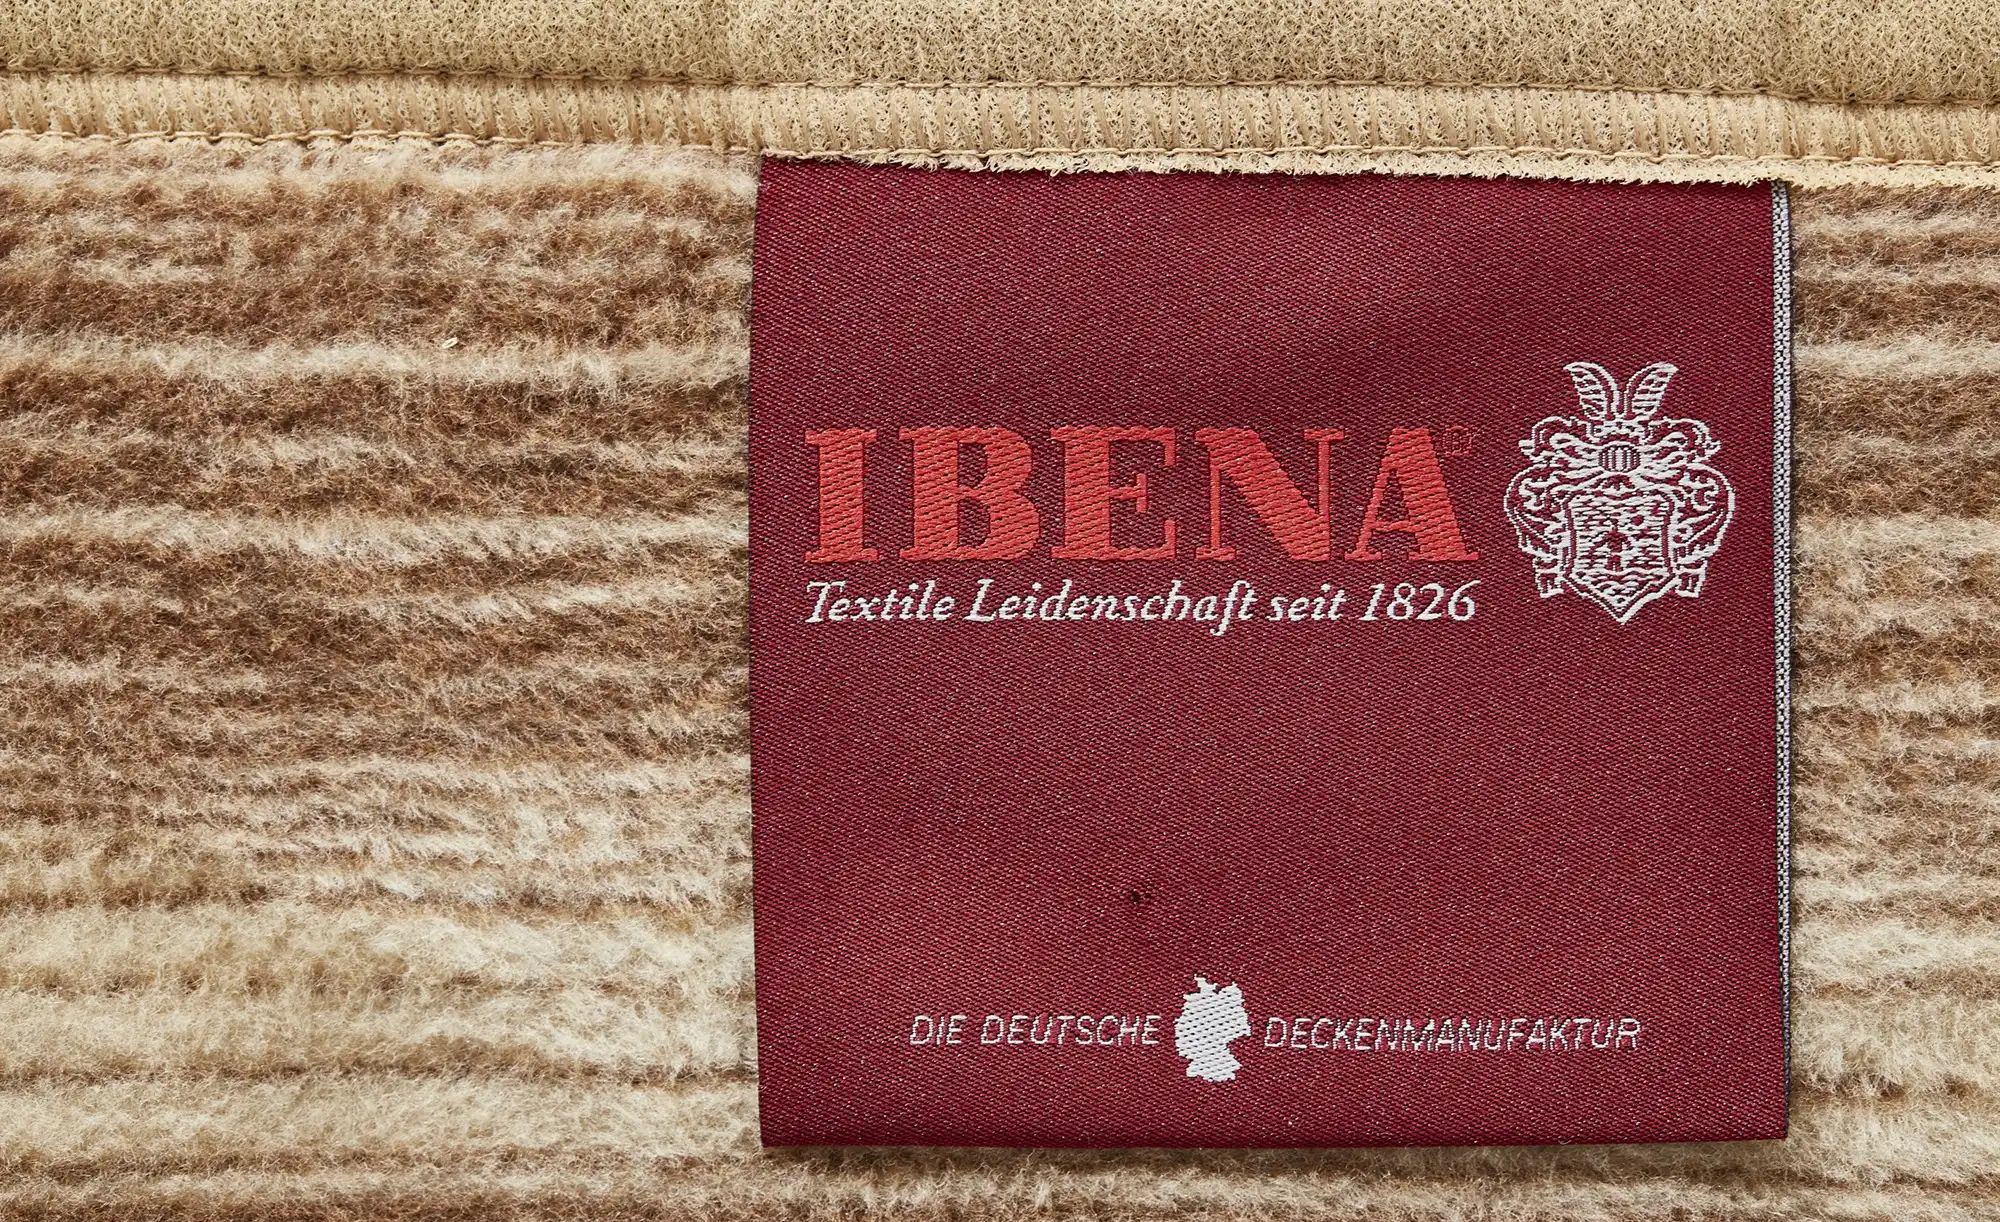 IBENA®
Textile Leidenschaft seit 1826
DIE DEUTSCHE DECKENMANUFAKTUR